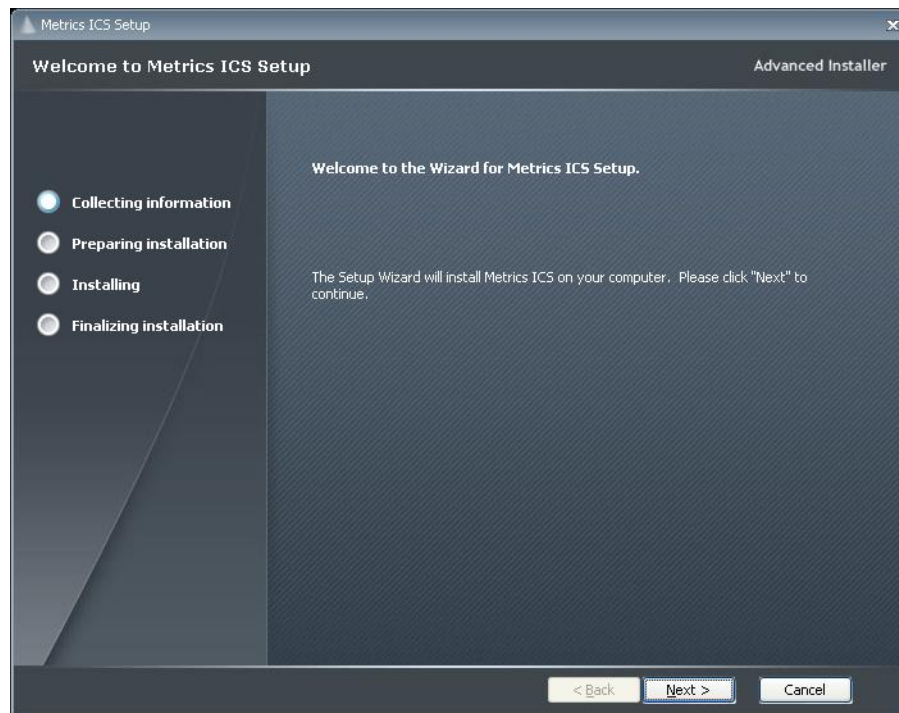 Metrics ICS Setup
Welcome to Metrics ICS Setup
Advanced Installer
Welcome to the Wizard for Metrics ICS Setup.
Collecting information
Preparing installation
Installing
Finalizing installation
The Setup Wizard will install Metrics ICS on your computer. Please click "Next" to
continue.
< Back
Next >
Cancel